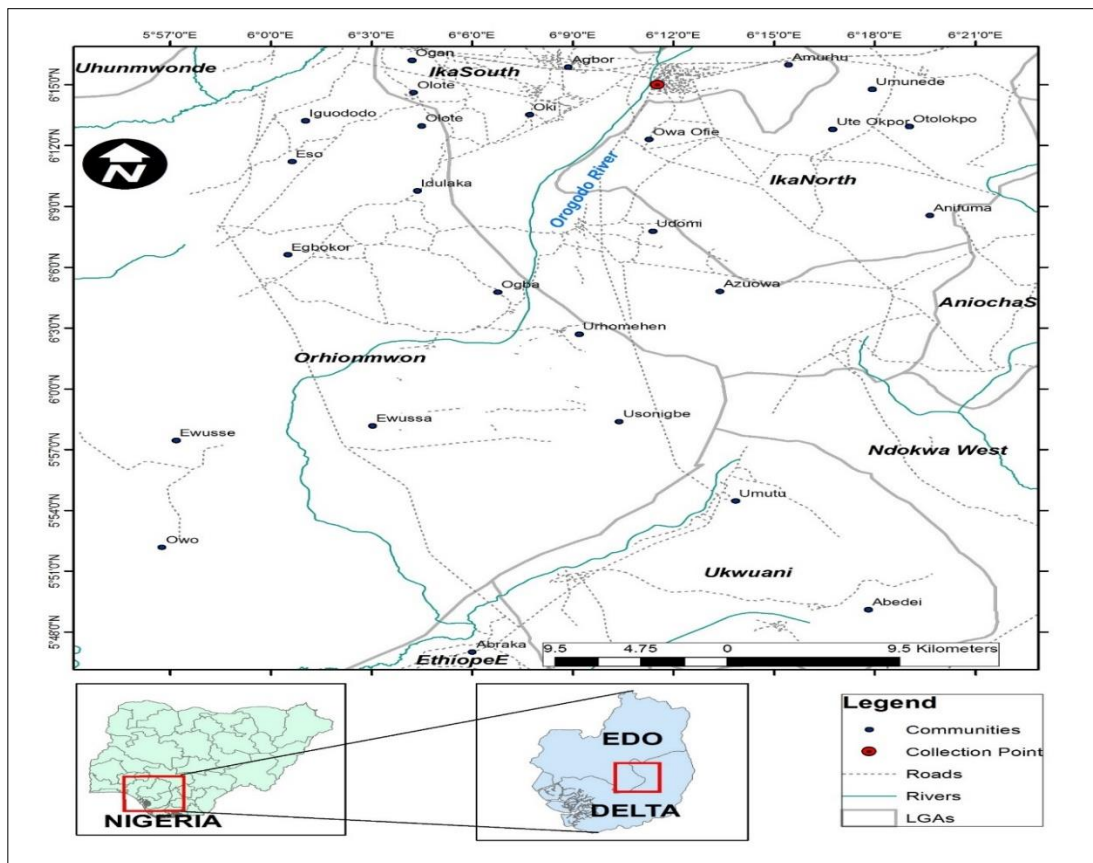 5°57'0"E 6°0'0"E 6°3'30"E 6°6'0"E 6°9'0"E 6°12'0"E 6°15'0"E 6°18'0"E 6°21'0"E
Ogan
Agbor
Amurhu
Uhunmwonde
IkaSouth
6°15'0"N
Olote
Umunede
Iguododo
Olote
Oki
Ute Okpor
Otolokpo
6°12'0"N
Owa Ofie
Eso
N
Idulaka
IkaNorth
Orogodo River
6°9'0"N
Anifuma
Udomi
Egbokor
6°6'0"N
Ogba
Azuowa
AniochaS
6°3'0"N
Urhomehen
Orhionmwon
6°0'0"N
Ewussa
Usonigbe
Ewusse
5°57'0"N
Ndokwa West
5°54'0"N
Umutu
Owo
5°51'0"N
Ukwuani
Abedei
5°48'0"N
Abraka
EthiopeE
9.5 4.75 0 9.5 Kilometers
NIGERIA
EDO
DELTA
Legend
Communities
Collection Point
Roads
Rivers
LGAs